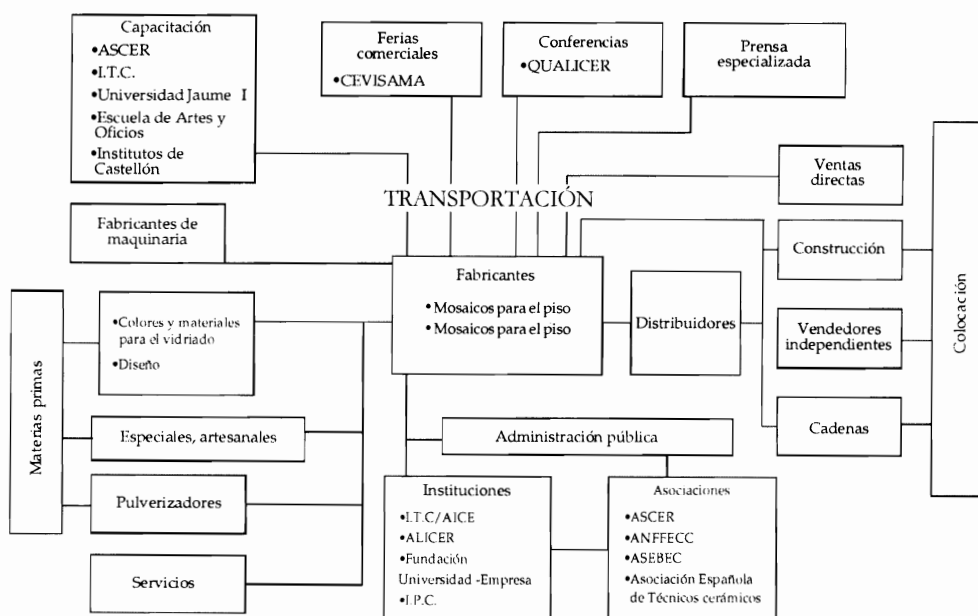 Capacitación
•ASCER
•I.T.C.
•Universidad Jaume I
•Escuela de Artes y
Oficios
•Institutos de
Castellón
Ferias
comerciales
•CEVISAMA
Conferencias
•QUALICER
Prensa
especializada
TRANSPORTACIÓN
Ventas
directas
Fabricantes de
maquinaria
Construcción
Fabricantes
•Mosaicos para el piso
•Mosaicos para el piso
Distribuidores
Vendedores
independientes
Colocación
•Colores y materiales
para el vidriado
•Diseño
Materias primas
Especiales, artesanales
Administración pública
Cadenas
Pulverizadores
Servicios
Instituciones
•I.T.C/AICE
•ALICER
•Fundación
Universidad -Empresa
•I.P.C.
Asociaciones
•ASCER
•ANFFECC
•ASEBEC
•Asociación Española
de Técnicos cerámicos